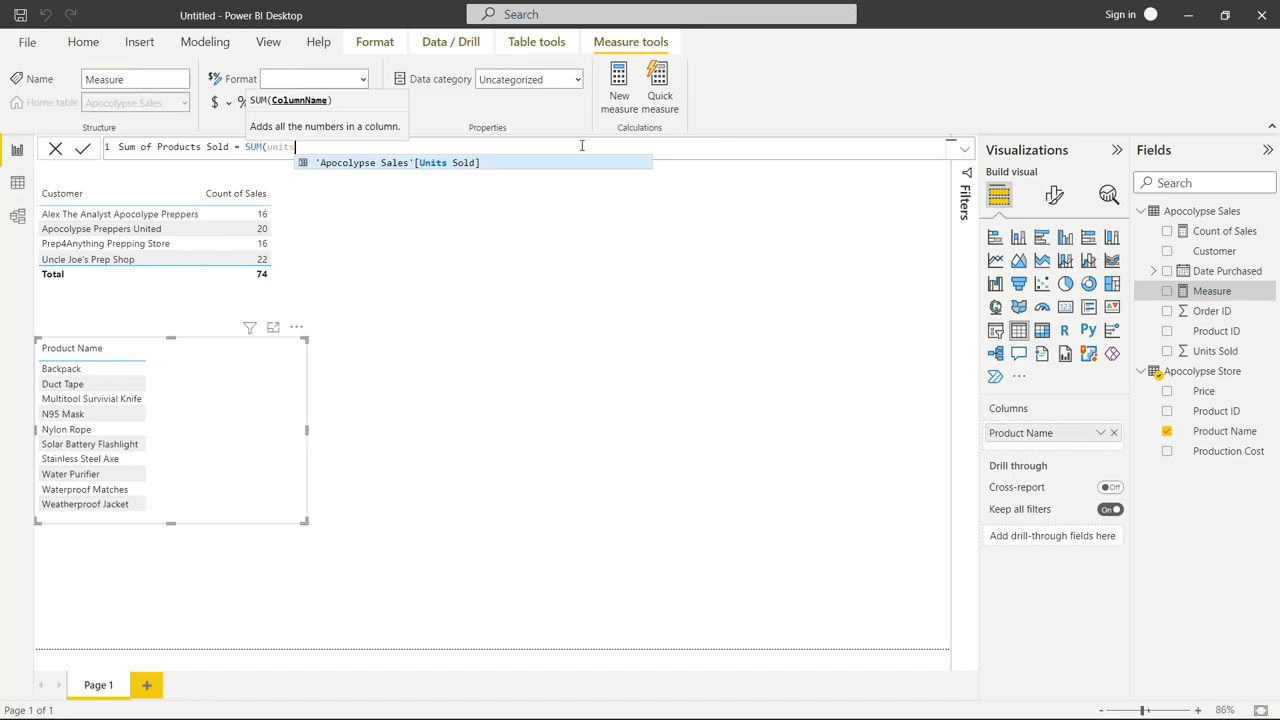 Untitled - Power BI Desktop
Search
Sign in
File
Home
Insert
Modeling
View
Help
Format
Data / Drill
Table tools
Measure tools
Name
Measure
Home table
Apocolypse Sales
Structure
Format
$
%
SUM(ColumnName)
Adds all the numbers in a column.
Data category
Uncategorized
Properties
New measure
Quick measure
Calculations
1 Sum of Products Sold = SUM(units
'Apocolypse Sales'[Units Sold]
Customer Count of Sales
Alex The Analyst Apocolype Preppers 16
Apocolypse Preppers United 20
Prep4Anything Prepping Store 16
Uncle Joe's Prep Shop 22
Total 74
Product Name
Backpack
Duct Tape
Multitool Survivial Knife
N95 Mask
Nylon Rope
Solar Battery Flashlight
Stainless Steel Axe
Water Purifier
Waterproof Matches
Weatherproof Jacket
Filters
Visualizations
Build visual
R
Py
Columns
Product Name
Drill through
Cross-report
Off
Keep all filters
On
Add drill-through fields here
Fields
Search
Apocolypse Sales
Count of Sales
Customer
Date Purchased
Measure
Order ID
Product ID
Units Sold
Apocolypse Store
Price
Product ID
Product Name
Production Cost
Page 1
Page 1 of 1
86%